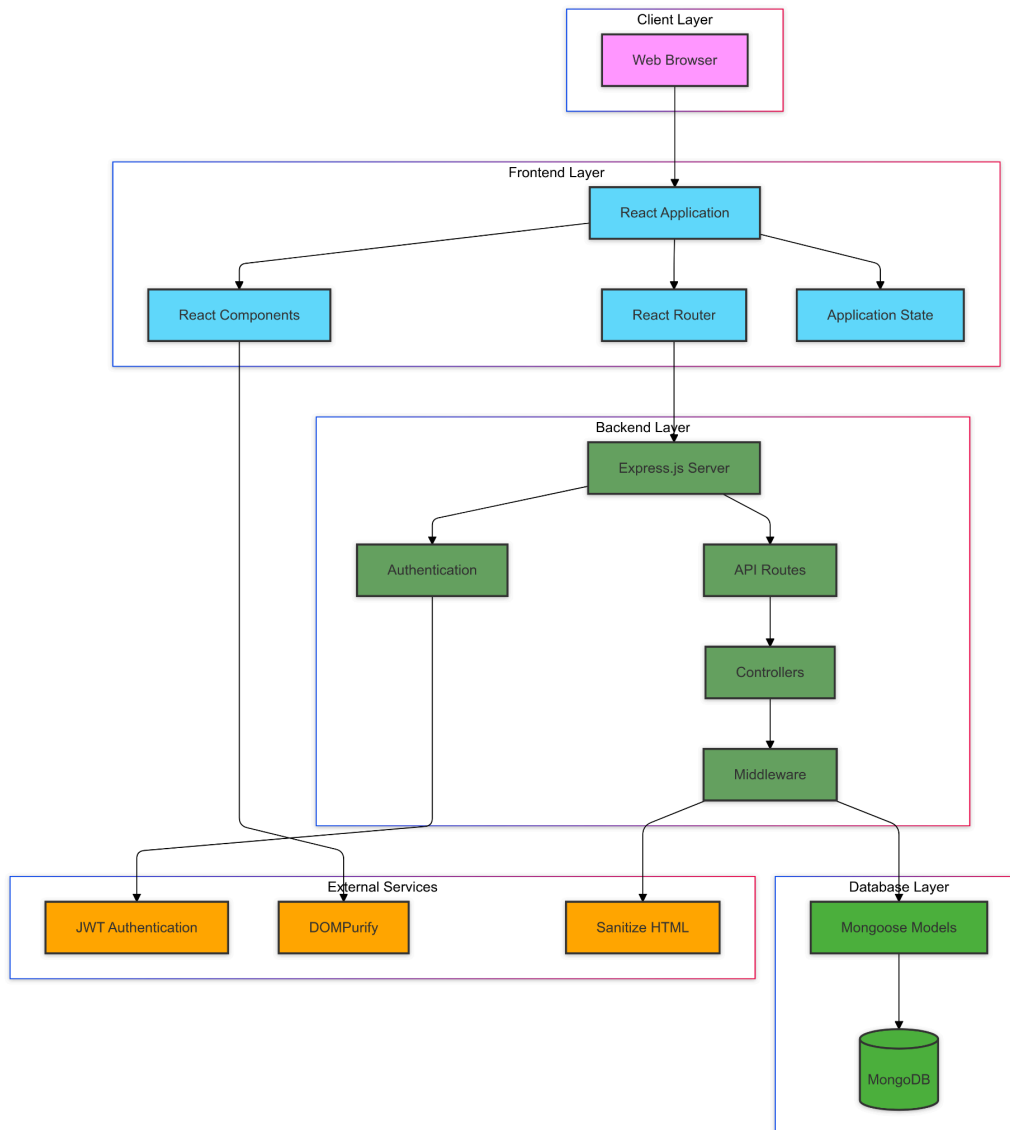 Client Layer
Web Browser
Frontend Layer
React Application
React Components
React Router
Application State
Backend Layer
Express.js Server
Authentication
API Routes
Controllers
Middleware
External Services
Database Layer
JWT Authentication
DOMPurify
Sanitize HTML
Mongoose Models
MongoDB